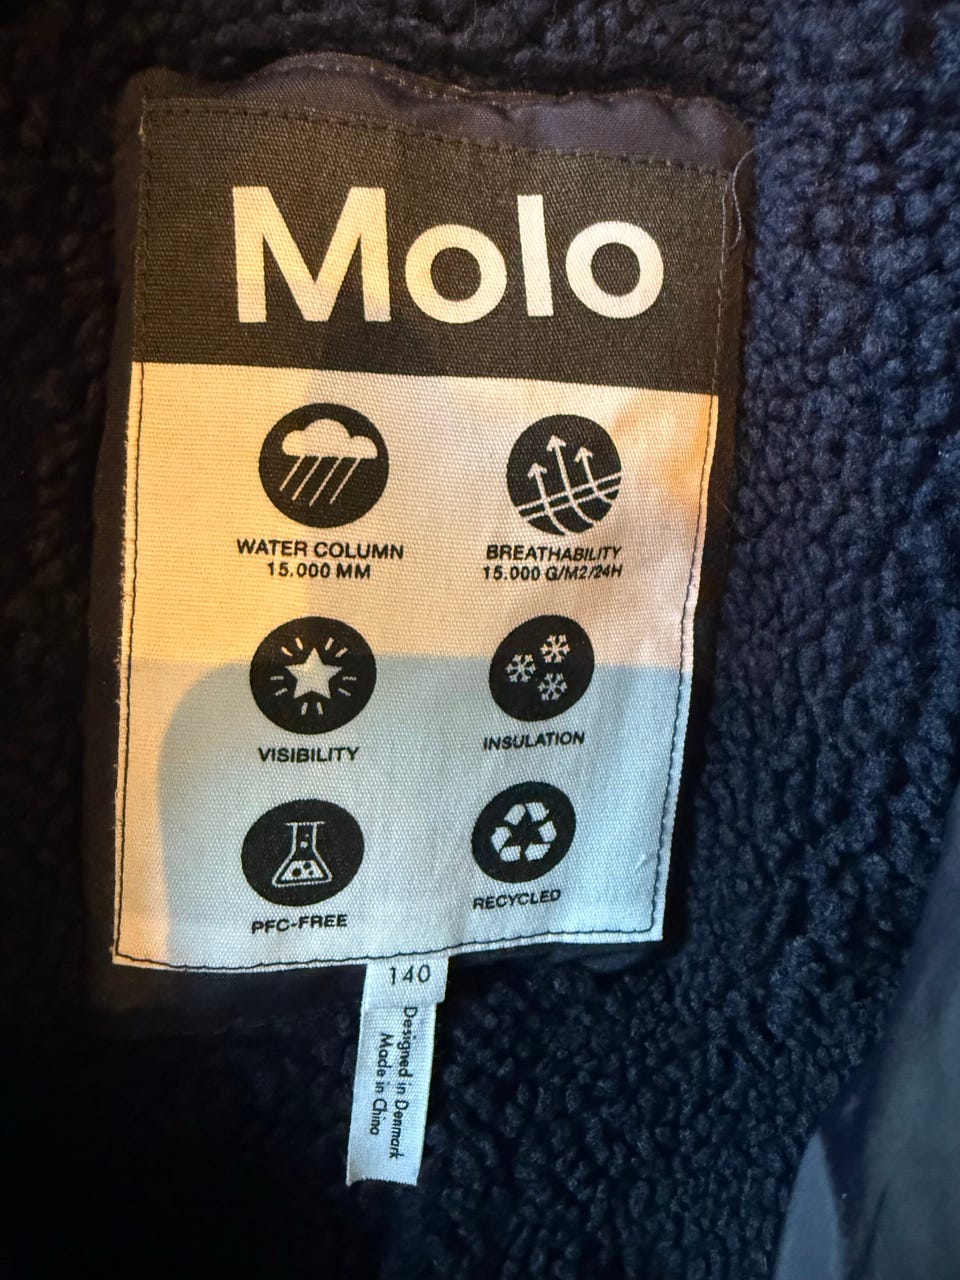 Molo
WATER COLUMN
15.000 MM
BREATHABILITY
15.000 G/M2/24H
VISIBILITY
INSULATION
PFC-FREE
RECYCLED
140
Designed in Denmark
Made in China